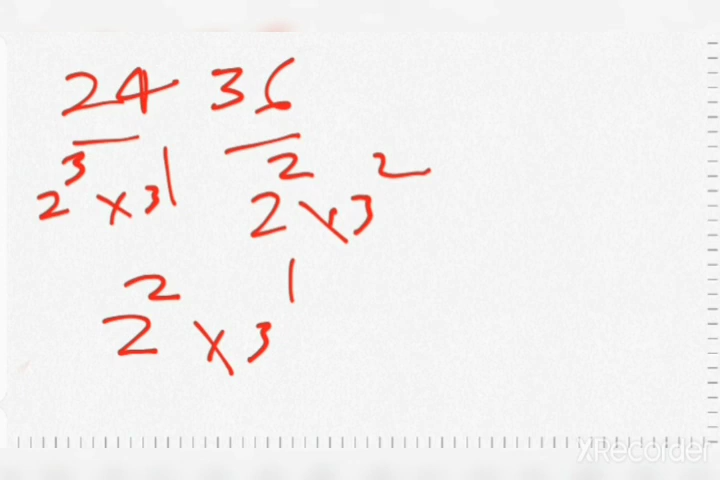 24 36
2³ × 3¹ 2² × 3²
2² × 3¹
XRecorder